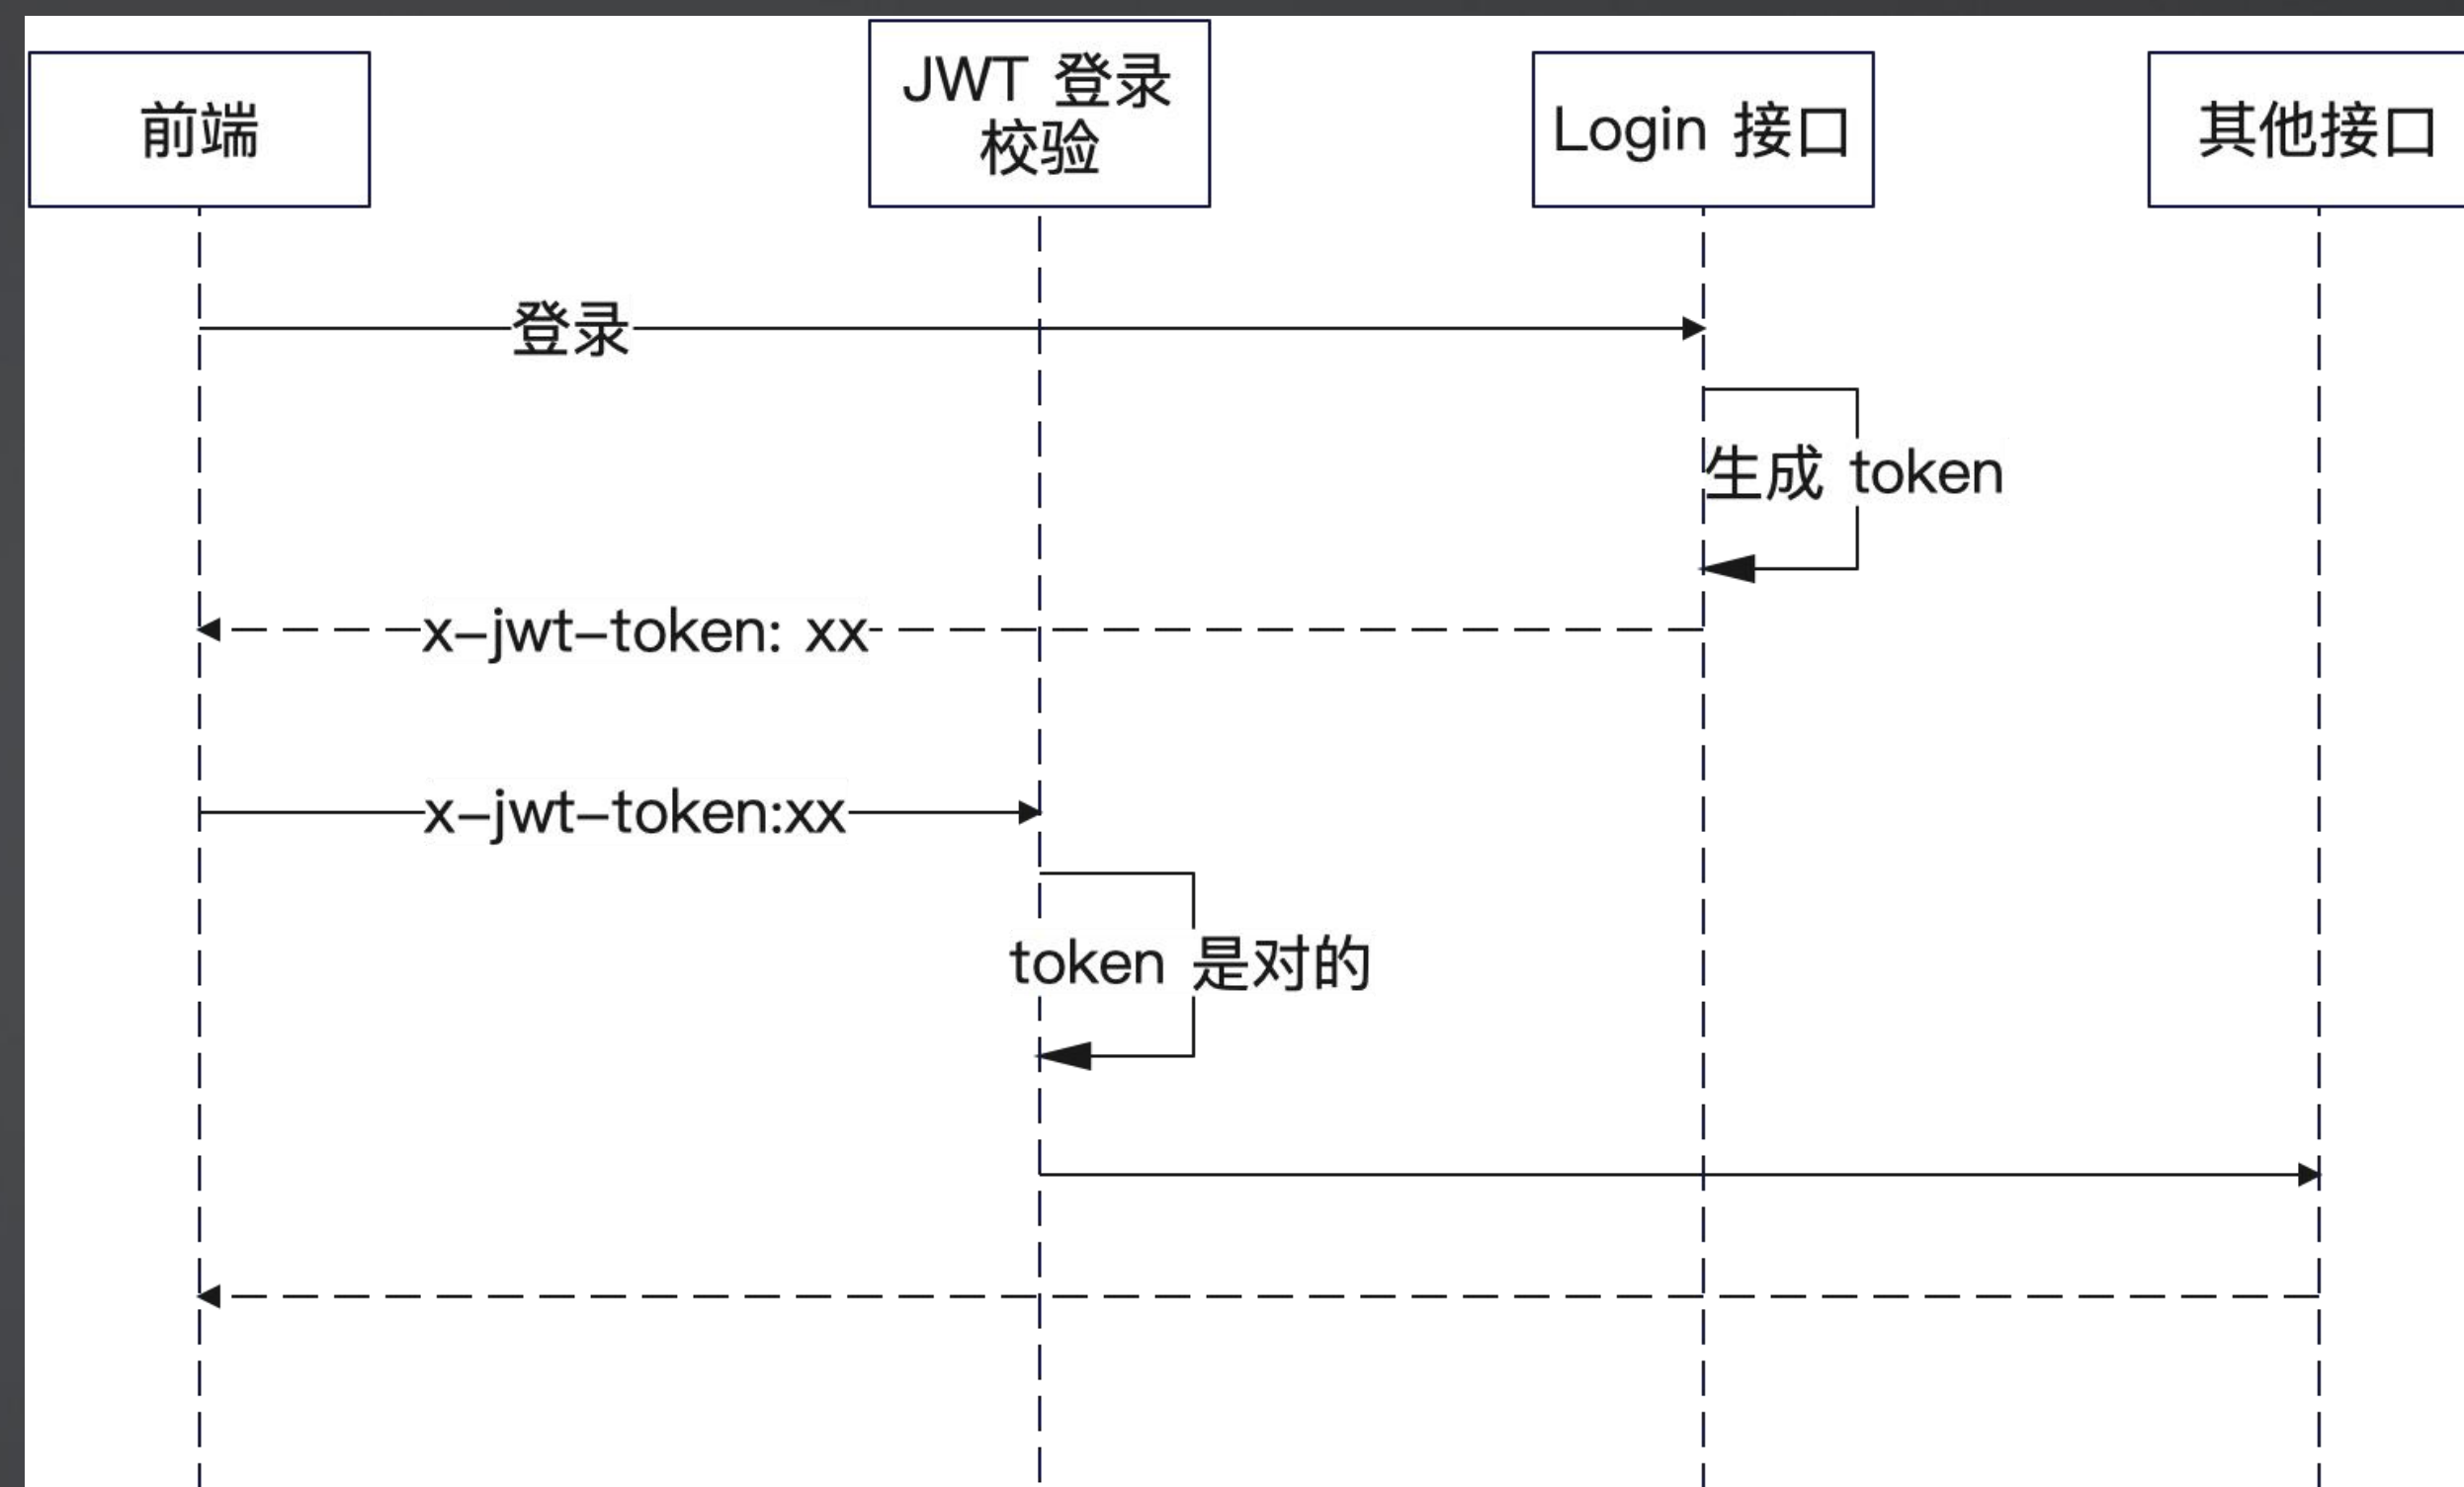 前端
JWT 登录
校验
Login 接口
其他接口
登录
生成 token
x-jwt-token: xx
x-jwt-token:xx
token 是对的